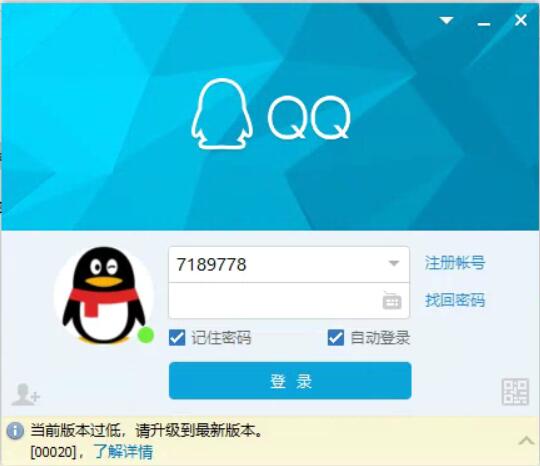 QQ
7189778
注册帐号
找回密码
记住密码
自动登录
登 录
当前版本过低，请升级到最新版本。
[00020]，了解详情